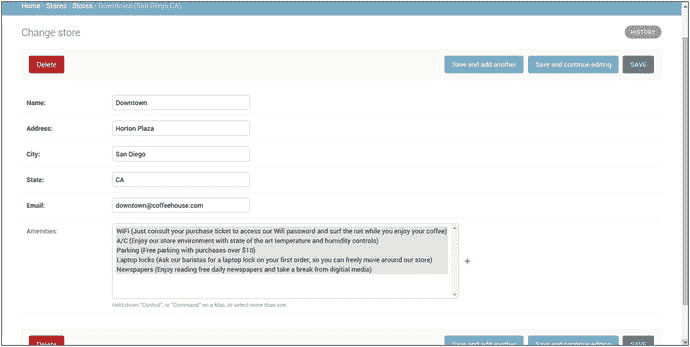 Home › Stores › Stores › Downtown (San Diego,CA)
Change store
HISTORY
Delete
Save and add another
Save and continue editing
SAVE
Name:
Downtown
Address:
Horton Plaza
City:
San Diego
State:
CA
Email:
downtown@coffeehouse.com
Amenities:
WiFi (Just consult your purchase ticket to access our Wifi password and surf the net while you enjoy your coffee)
A/C (Enjoy our store environment with state of the art temperature and humidity controls)
Parking (Free parking with purchases over $10)
Laptop locks (Ask our baristas for a laptop lock on your first order, so you can freely move around our store)
Newspapers (Enjoy reading free daily newspapers and take a break from digitial media)
+
Hold down "Control", or "Command" on a Mac, to select more than one.
Delete
Save and add another
Save and continue editing
SAVE